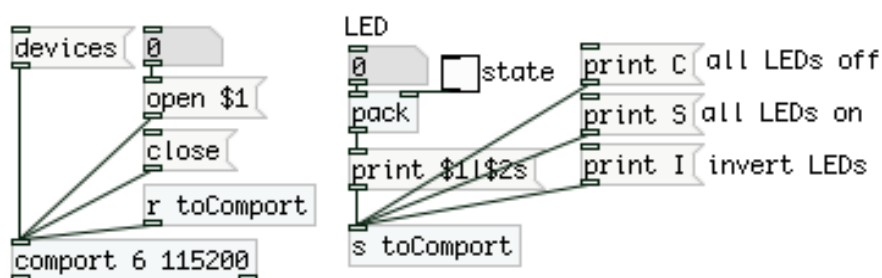 LED
devices
0
0
state
print C
all LEDs off
open $1
pack
print S
all LEDs on
close
print $1|$2s
print I
invert LEDs
r toComport
s toComport
comport 6 115200